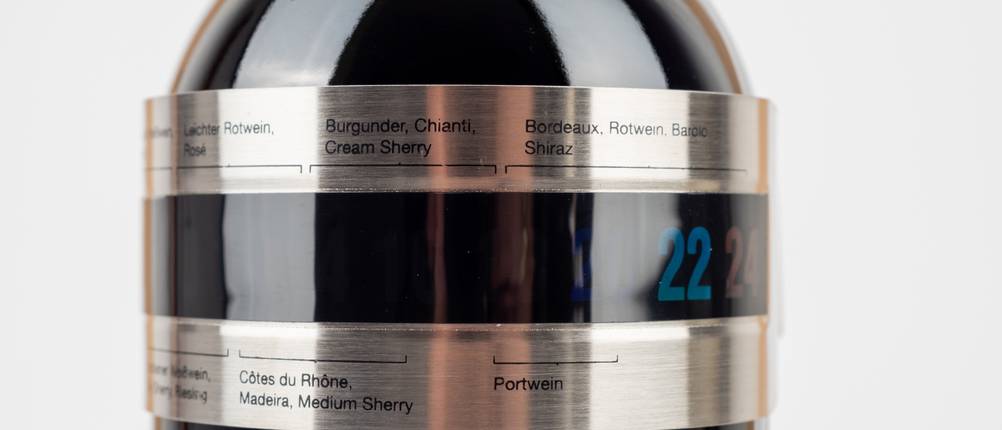 Leichter Rotwein,
Rosé
Burgunder, Chianti,
Cream Sherry
Bordeaux, Rotwein. Barolo
Shiraz
22 24
Côtes du Rhône,
Madeira, Medium Sherry
Portwein